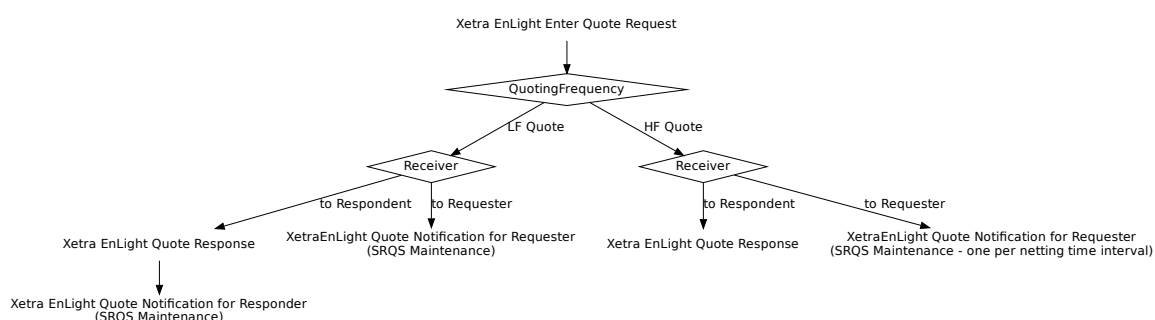 Xetra EnLight Enter Quote Request
QuotingFrequency
LF Quote
HF Quote
Receiver
Receiver
to Respondent
to Requester
to Respondent
to Requester
Xetra EnLight Quote Response
XetraEnLight Quote Notification for Requester
(SRQS Maintenance)
Xetra EnLight Quote Response
XetraEnLight Quote Notification for Requester
(SRQS Maintenance - one per netting time interval)
Xetra EnLight Quote Notification for Responder
(SRQS Maintenance)